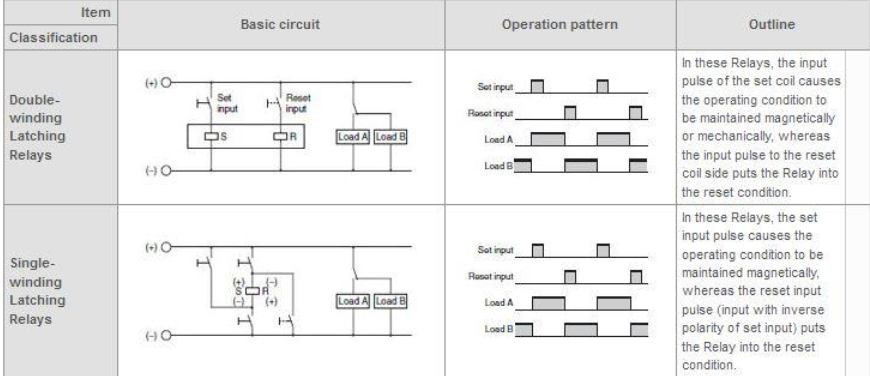 Item
Classification
Basic circuit
Operation pattern
Outline
Double-
winding
Latching
Relays
(+)
Set
input
Reset
input
S
R
Load A
Load B
(-)
Set input
Reset input
Load A
Load B
In these Relays, the input
pulse of the set coil causes
the operating condition to
be maintained magnetically
or mechanically, whereas
the input pulse to the reset
coil side puts the Relay into
the reset condition.
Single-
winding
Latching
Relays
(+)
(+) (-)
S R
(-) (+)
Load A
Load B
(-)
Set input
Reset input
Load A
Load B
In these Relays, the set
input pulse causes the
operating condition to be
maintained magnetically,
whereas the reset input
pulse (input with inverse
polarity of set input) puts
the Relay into the reset
condition.